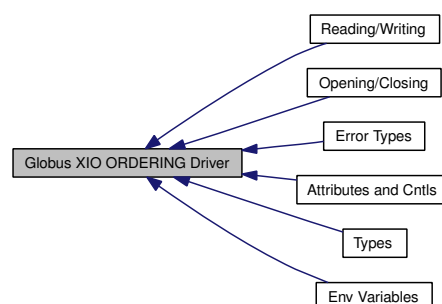 Reading/Writing
Opening/Closing
Error Types
Globus XIO ORDERING Driver
Attributes and Cntls
Types
Env Variables